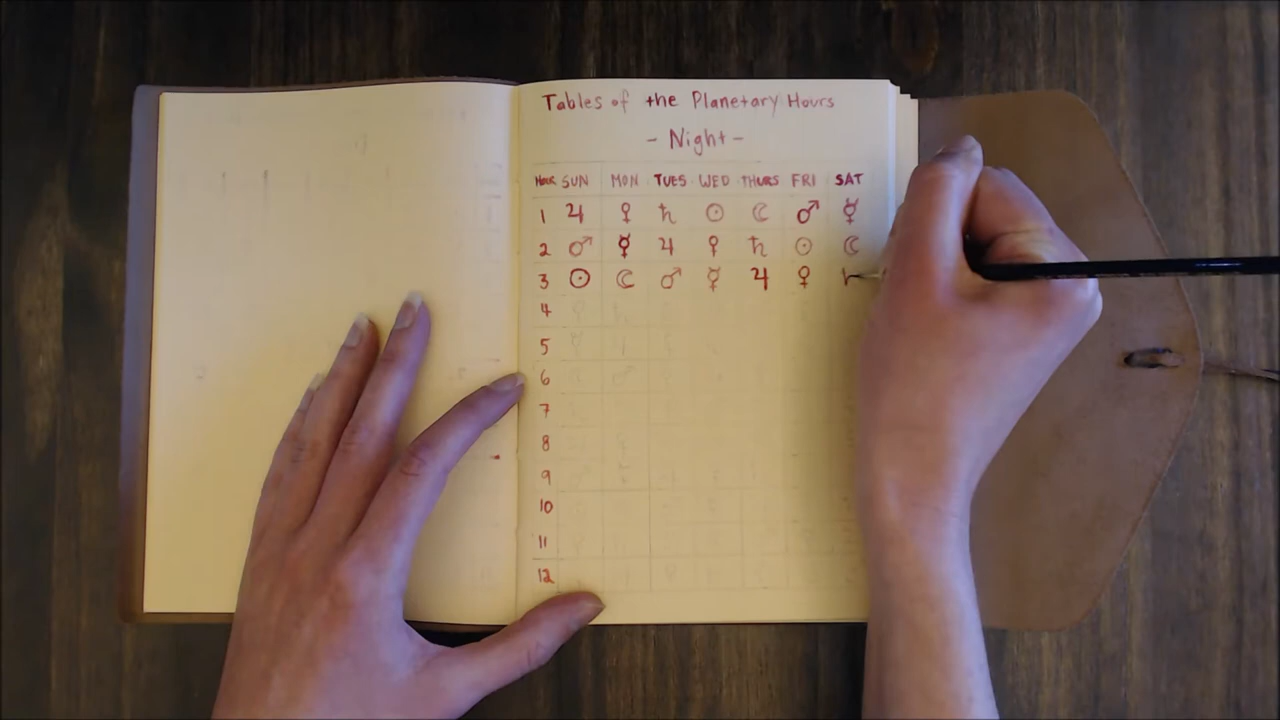 Tables of the Planetary Hours
- Night -
HOUR SUN MON TUES WED THURS FRI SAT
1 ♃ ♀ ♄ ☉ ☾ ♂ ☿
2 ♂ ☿ ♃ ♀ ♄ ☉ ☾
3 ☉ ☾ ♂ ☿ ♃ ♀
4
5
6
7
8
9
10
11
12